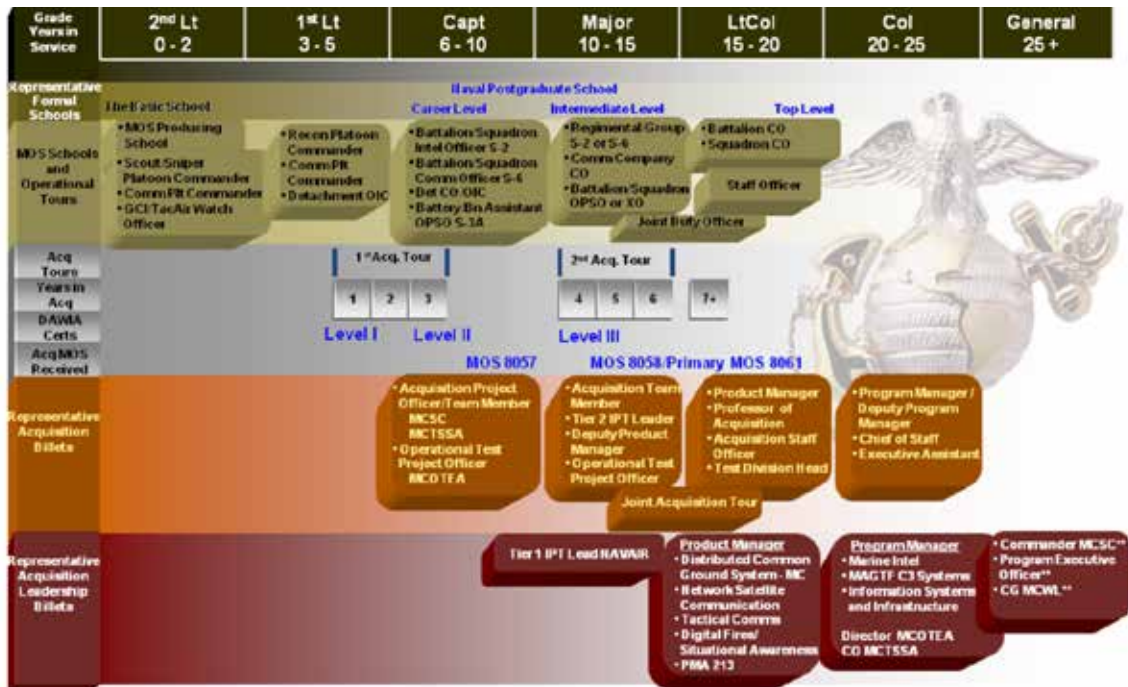 Grade
Years in
Service
2nd Lt
0 - 2
1st Lt
3 - 5
Capt
6 - 10
Major
10 - 15
LtCol
15 - 20
Col
20 - 25
General
25 +
Representative
Formal
Schools
Naval Postgraduate School
The Basic School
Career Level
Intermediate Level
Top Level
MOS Schools
and
Operational
Tours
• MOS Producing
School
• Scout/Sniper
Platoon Commander
• Comm Plt Commander
• GCI/TacAir Watch
Officer
• Recon Platoon
Commander
• Comm Plt
Commander
• Detachment OIC
• Battalion/Squadron
Intel Officer S-2
• Battalion/Squadron
Comm Officer S-6
• Det CO OIC
• Battery Bn Assistant
OPSO S-3A
• Regimental Group
S-2 or S-6
• Comm Company
CO
• Battalion/Squadron
OPSO or XO
• Battalion CO
• Squadron CO
Staff Officer
Joint Duty Officer
Acq
Tours
1st Acq. Tour
2nd Acq. Tour
Years in
Acq
1
2
3
4
5
6
7+
DAWIA
Certs
Level I
Level II
Level III
Acq MOS
Received
MOS 8057
MOS 8058/Primary MOS 8061
Representative
Acquisition
Billets
• Acquisition Project
Officer/Team Member
MCSC
MCTSSA
• Operational Test
Project Officer
MCOTEA
• Acquisition Team
Member
• Tier 2 IPT Leader
• Deputy Product
Manager
• Operational Test
Project Officer
• Product Manager
• Professor of
Acquisition
• Acquisition Staff
Officer
• Test Division Head
• Program Manager /
Deputy Program
Manager
• Chief of Staff
• Executive Assistant
Joint Acquisition Tour
Representative
Acquisition
Leadership
Billets
Tier 1 IPT Lead NAVAIR
Product Manager
• Distributed Common
Ground System - MC
• Network Satellite
Communication
• Tactical Comms
• Digital Fires/
Situational Awareness
• PMA 213
Program Manager
• Marine Intel
• MAGTF C3 Systems
• Information Systems
and Infrastructure
Director MCOTEA
CO MCTSSA
• Commander MCSC**
• Program Executive
Officer**
• CG MCWL**